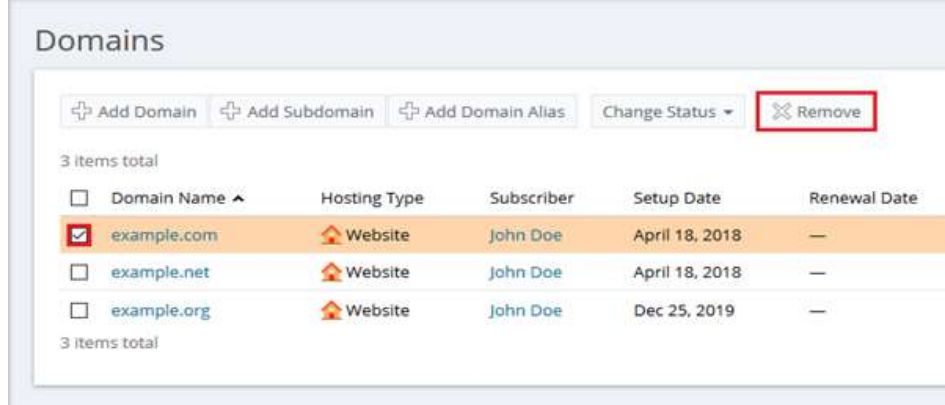 Domains
Add Domain Add Subdomain Add Domain Alias Change Status Remove
3 items total
Domain Name Hosting Type Subscriber Setup Date Renewal Date
example.com Website John Doe April 18, 2018 —
example.net Website John Doe April 18, 2018 —
example.org Website John Doe Dec 25, 2019 —
3 items total